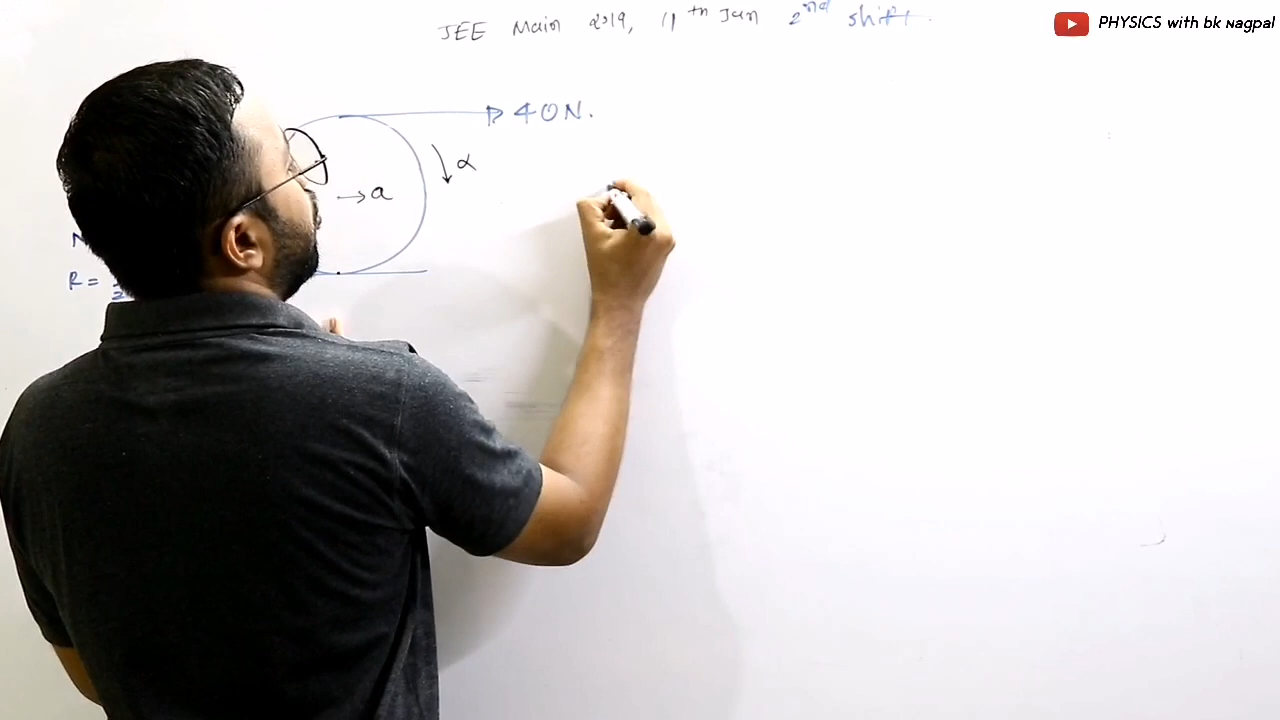 JEE Main 2019, 11th Jan 2nd shift.
PHYSICS with bk Nagpal
40N.
α
→a
R =